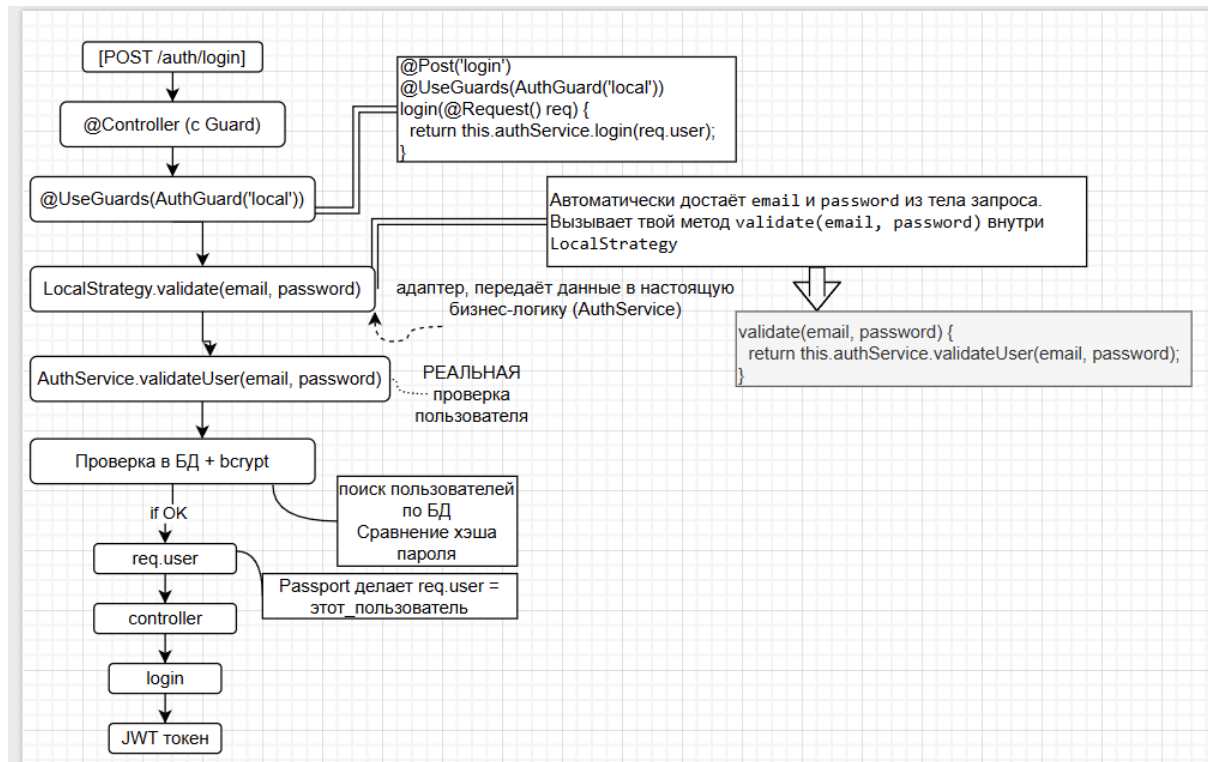 [POST /auth/login]
@Controller (с Guard)
@UseGuards(AuthGuard('local'))
@Post('login')
@UseGuards(AuthGuard('local'))
login(@Request() req) {
return this.authService.login(req.user);
}
Автоматически достаёт email и password из тела запроса.
Вызывает твой метод validate(email, password) внутри
LocalStrategy
LocalStrategy.validate(email, password)
адаптер, передаёт данные в настоящую
бизнес-логику (AuthService)
validate(email, password) {
return this.authService.validateUser(email, password);
}
AuthService.validateUser(email, password)
РЕАЛЬНАЯ
проверка
пользователя
Проверка в БД + bcrypt
поиск пользователей
по БД
Сравнение хэша
пароля
if OK
req.user
Passport делает req.user =
этот_пользователь
controller
login
JWT токен